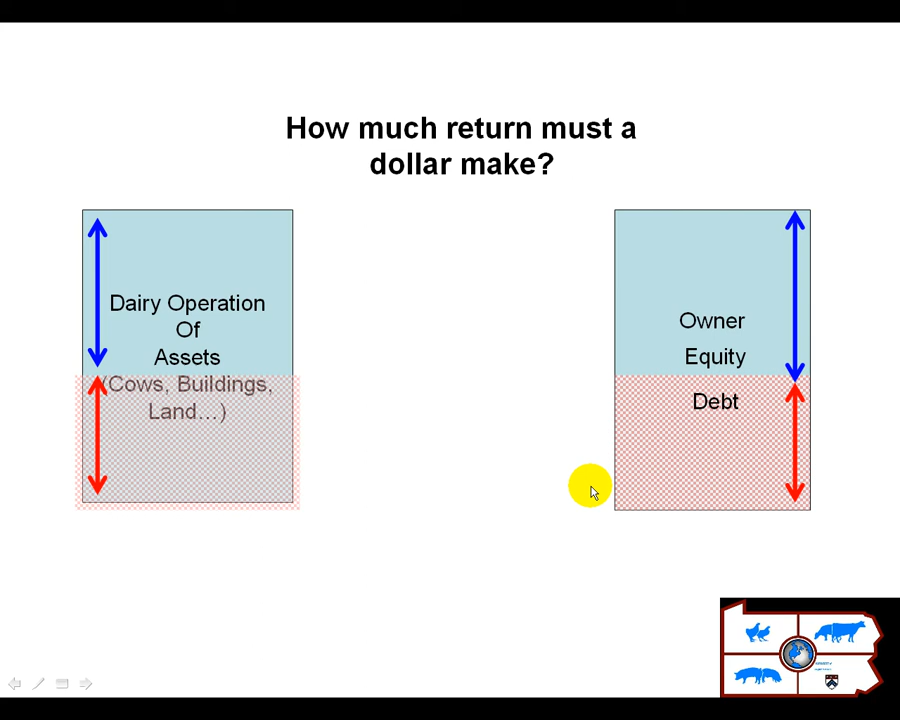 How much return must a
dollar make?
Dairy Operation
Of
Assets
(Cows, Buildings,
Land…)
Owner
Equity
Debt